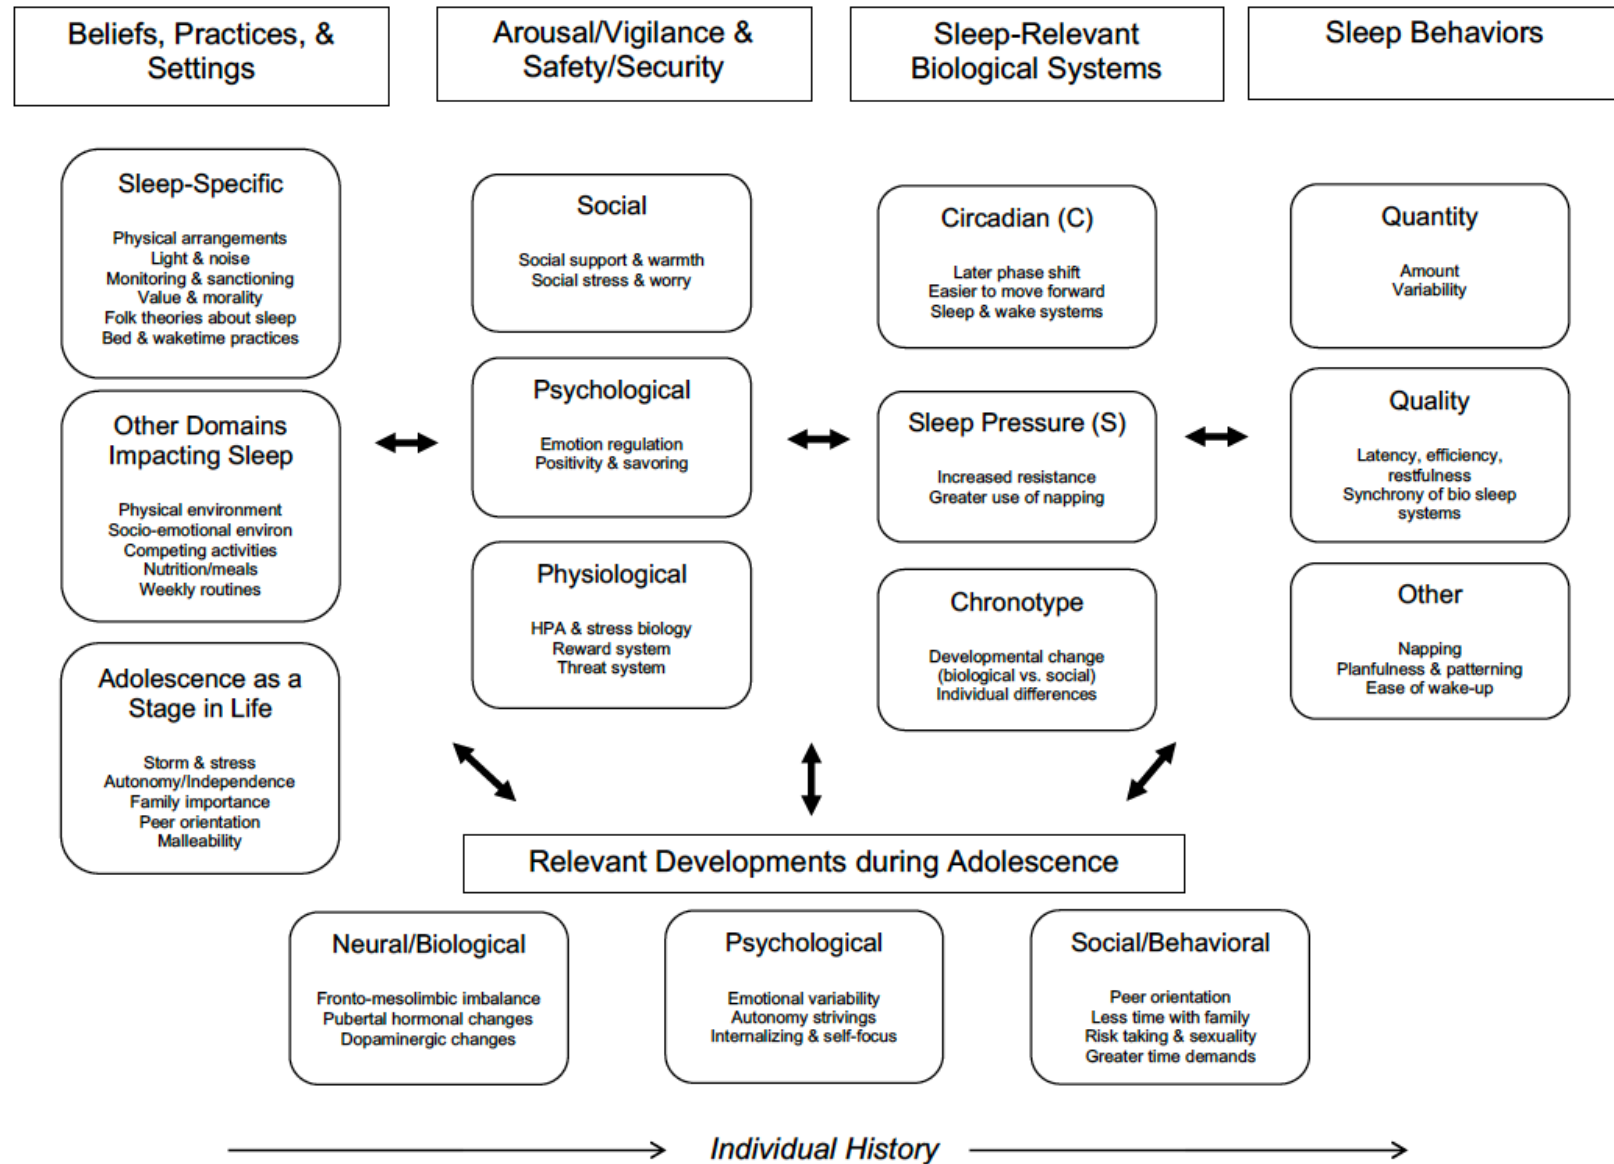 Beliefs, Practices, &
Settings
Arousal/Vigilance &
Safety/Security
Sleep-Relevant
Biological Systems
Sleep Behaviors
Sleep-Specific
Physical arrangements
Light & noise
Monitoring & sanctioning
Value & morality
Folk theories about sleep
Bed & waketime practices
Other Domains
Impacting Sleep
Physical environment
Socio-emotional environ
Competing activities
Nutrition/meals
Weekly routines
Adolescence as a
Stage in Life
Storm & stress
Autonomy/Independence
Family importance
Peer orientation
Malleability
Social
Social support & warmth
Social stress & worry
Psychological
Emotion regulation
Positivity & savoring
Physiological
HPA & stress biology
Reward system
Threat system
Circadian (C)
Later phase shift
Easier to move forward
Sleep & wake systems
Sleep Pressure (S)
Increased resistance
Greater use of napping
Chronotype
Developmental change
(biological vs. social)
Individual differences
Quantity
Amount
Variability
Quality
Latency, efficiency,
restfulness
Synchrony of bio sleep
systems
Other
Napping
Planfulness & patterning
Ease of wake-up
Relevant Developments during Adolescence
Neural/Biological
Fronto-mesolimbic imbalance
Pubertal hormonal changes
Dopaminergic changes
Psychological
Emotional variability
Autonomy strivings
Internalizing & self-focus
Social/Behavioral
Peer orientation
Less time with family
Risk taking & sexuality
Greater time demands
Individual History